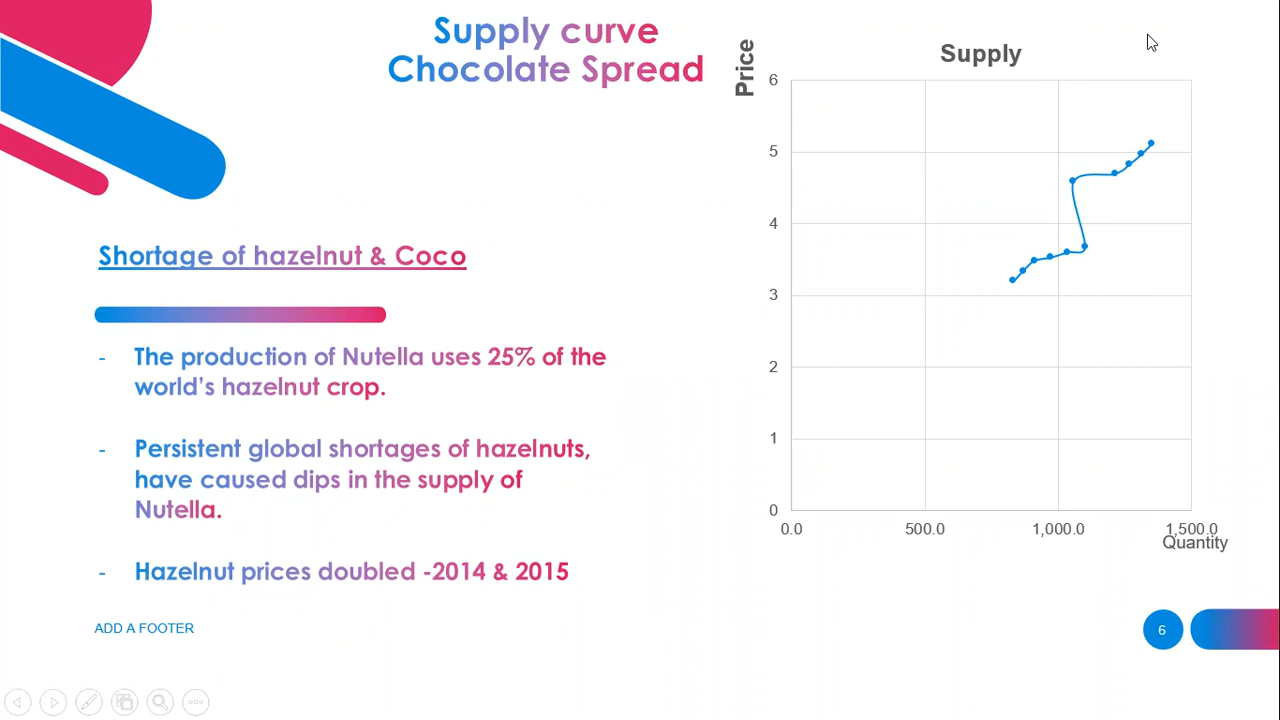 Supply curve
Chocolate Spread
Shortage of hazelnut & Coco
- The production of Nutella uses 25% of the
world’s hazelnut crop.
- Persistent global shortages of hazelnuts,
have caused dips in the supply of
Nutella.
- Hazelnut prices doubled -2014 & 2015
ADD A FOOTER
Supply
Price
6
5
4
3
2
1
0
0.0 500.0 1,000.0 1,500.0
Quantity
6